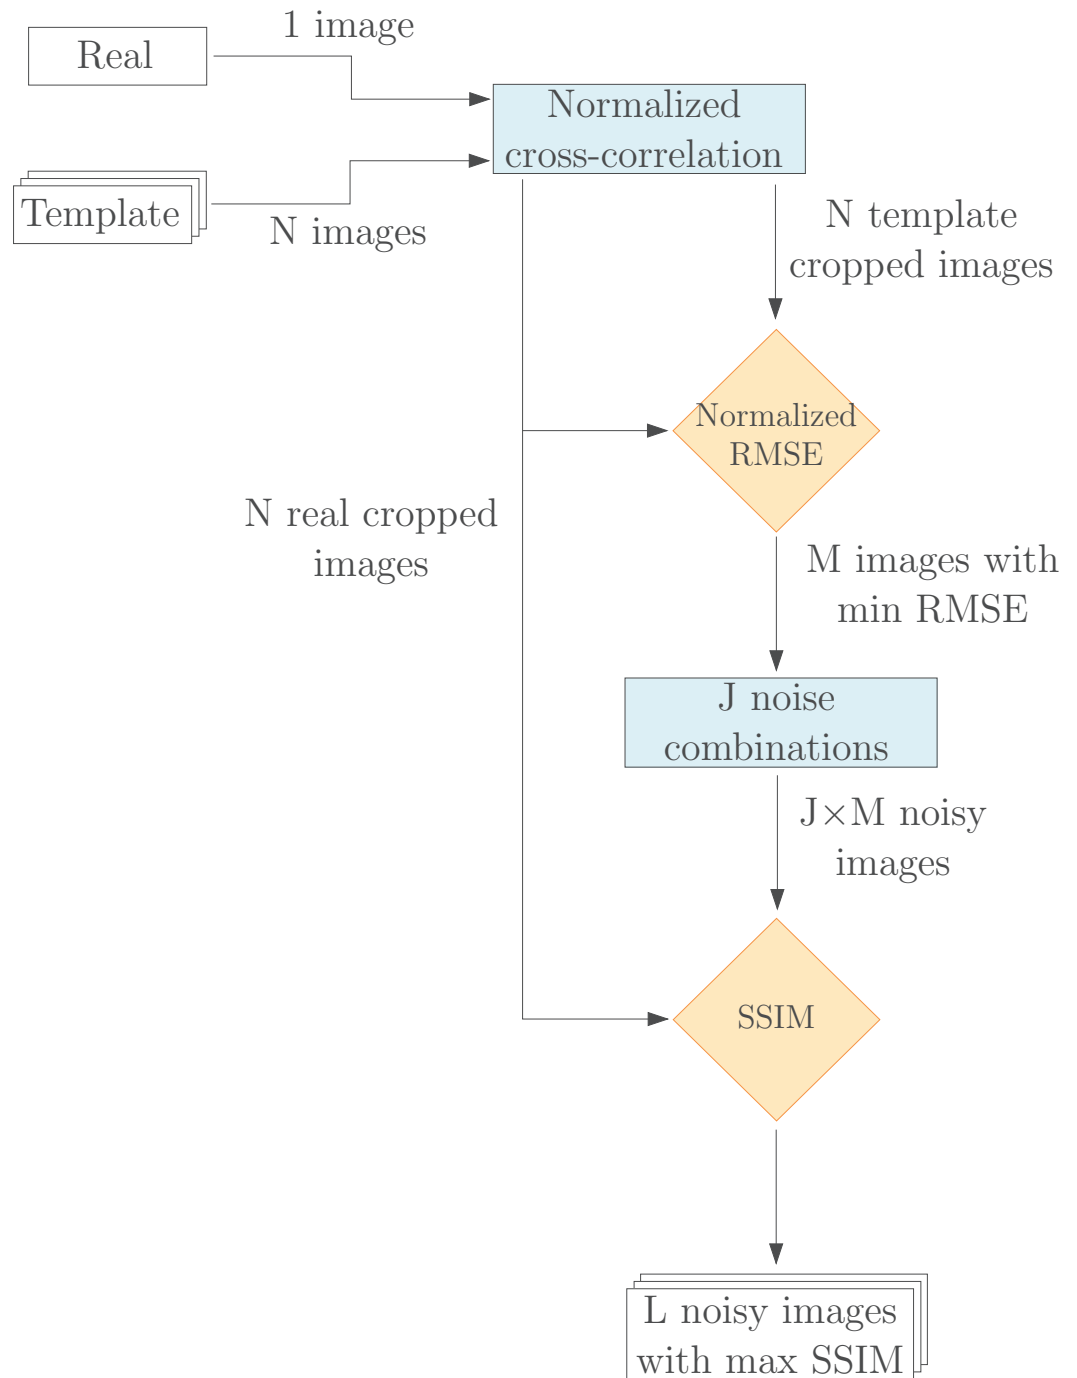 1 image
Real
Normalized
cross-correlation
Template
N images
N template
cropped images
Normalized
RMSE
N real cropped
images
M images with
min RMSE
J noise
combinations
J×M noisy
images
SSIM
L noisy images
with max SSIM